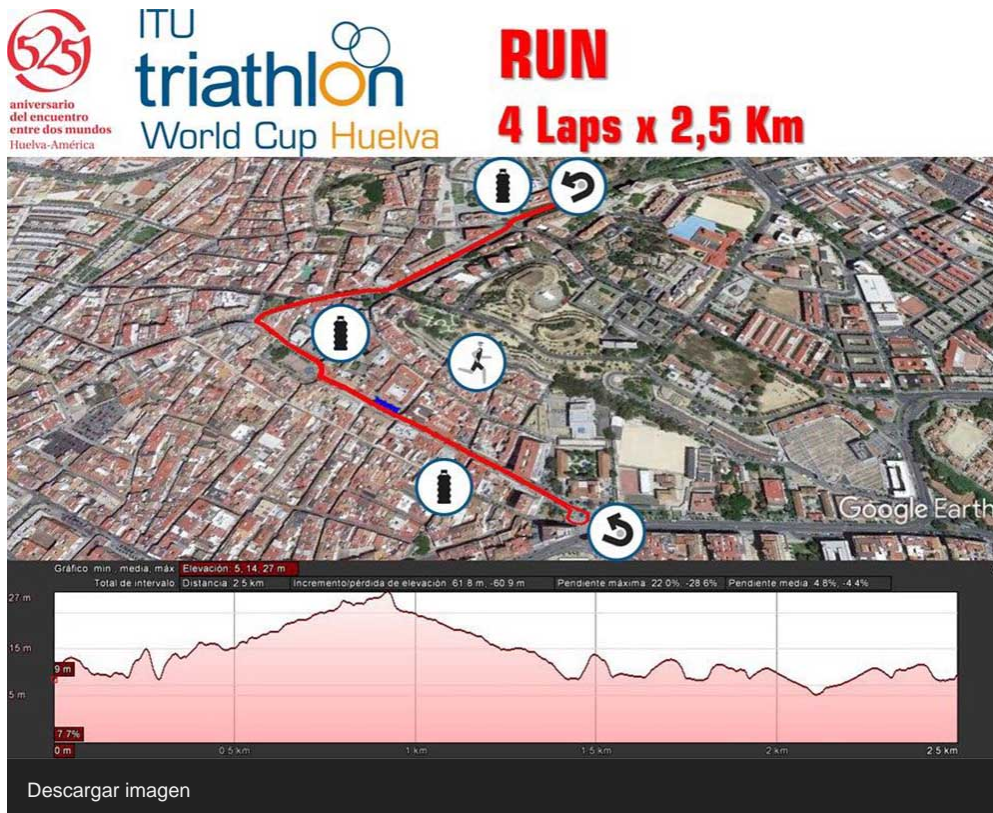 525
aniversario
del encuentro
entre dos mundos
Huelva-América
ITU
triathlon
World Cup Huelva
RUN
4 Laps x 2,5 Km
Google Earth
Gráfico: min., media, máx. Elevación: 5, 14, 27 m
Total de intervalo: Distancia: 2.5 km Incremento/pérdida de elevación: 61.8 m, -60.9 m Pendiente máxima: 22.0%, -28.6% Pendiente media: 4.8%, -4.4%
27 m
15 m
9 m
5 m
7.7%
0 m 0.5 km 1 km 1.5 km 2 km 2.5 km
Descargar imagen